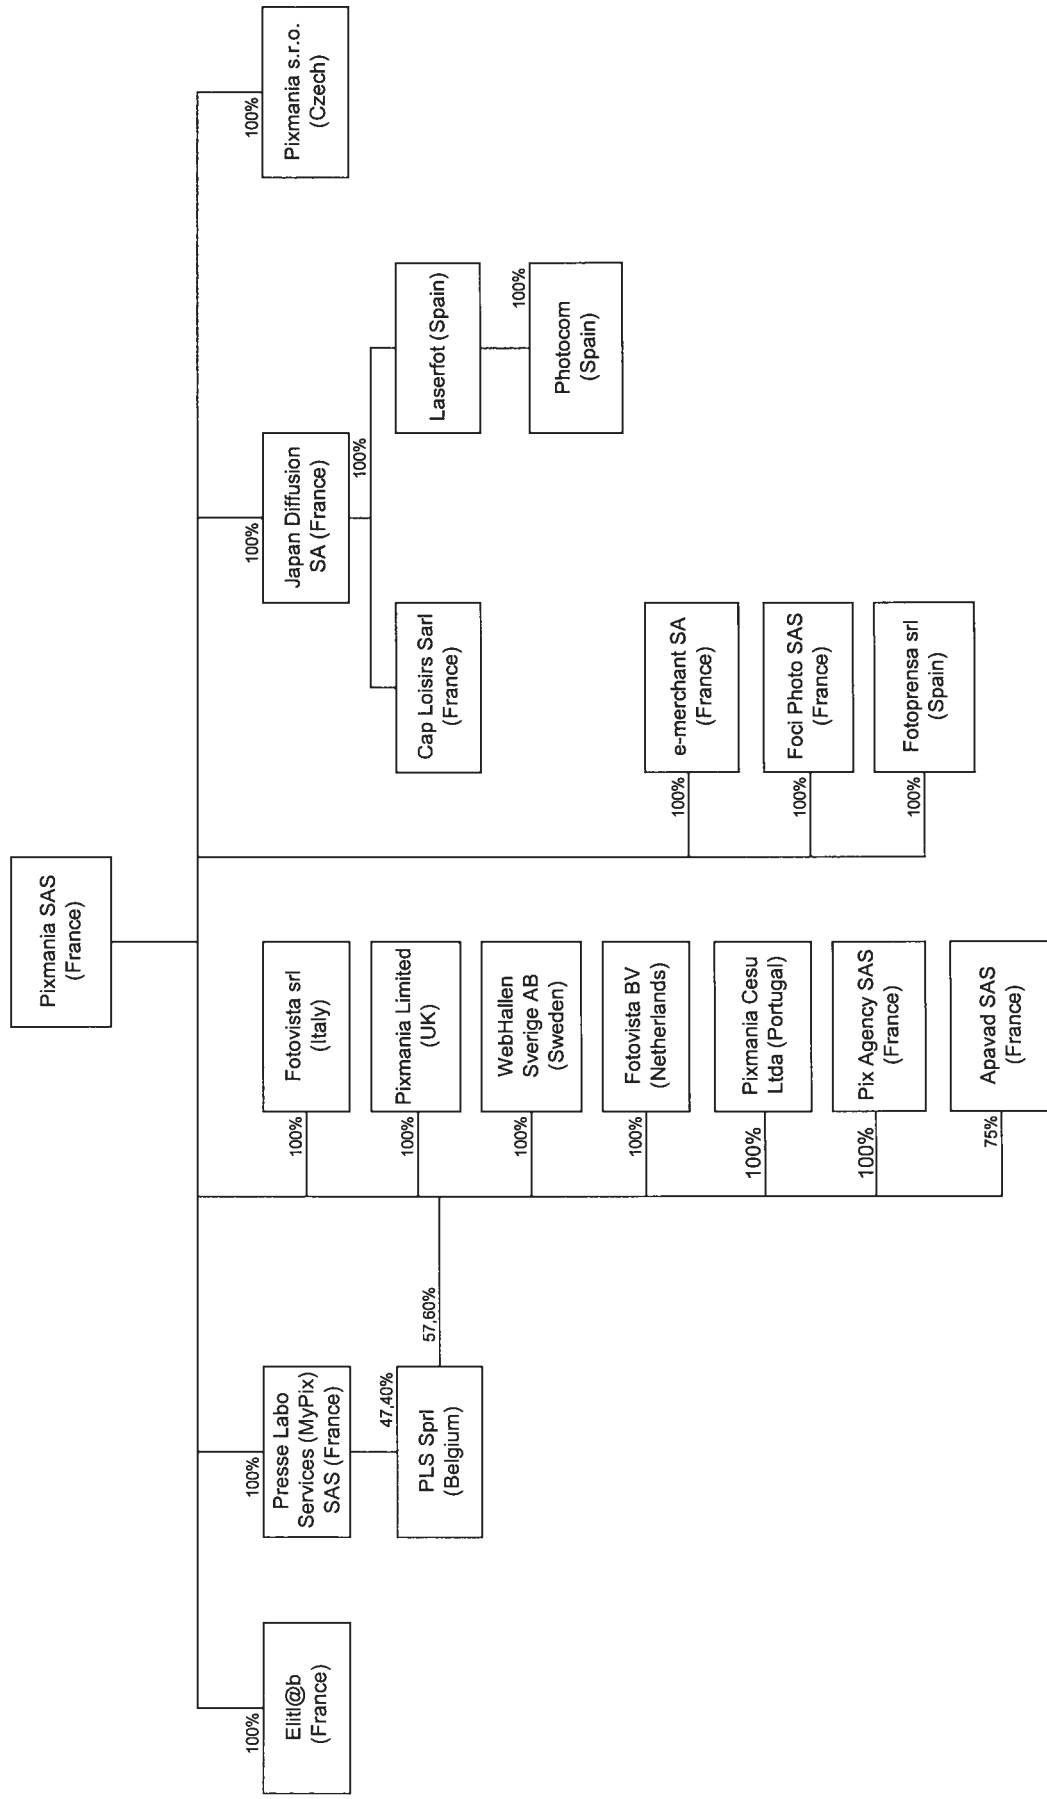 Pixmania SAS
(France)
100%
Elitl@b
(France)
100%
Presse Labo
Services (MyPix)
SAS (France)
47,40%
PLS Sprl
(Belgium)
57,60%
100%
Fotovista srl
(Italy)
100%
Pixmania Limited
(UK)
100%
WebHallen
Sverige AB
(Sweden)
100%
Fotovista BV
(Netherlands)
100%
Pixmania Cesu
Ltda (Portugal)
100%
Pix Agency SAS
(France)
75%
Apavad SAS
(France)
100%
e-merchant SA
(France)
100%
Foci Photo SAS
(France)
100%
Fotoprensa srl
(Spain)
100%
Japan Diffusion
SA (France)
100%
Cap Loisirs Sarl
(France)
Laserfot (Spain)
100%
Photocom
(Spain)
100%
Pixmania s.r.o.
(Czech)